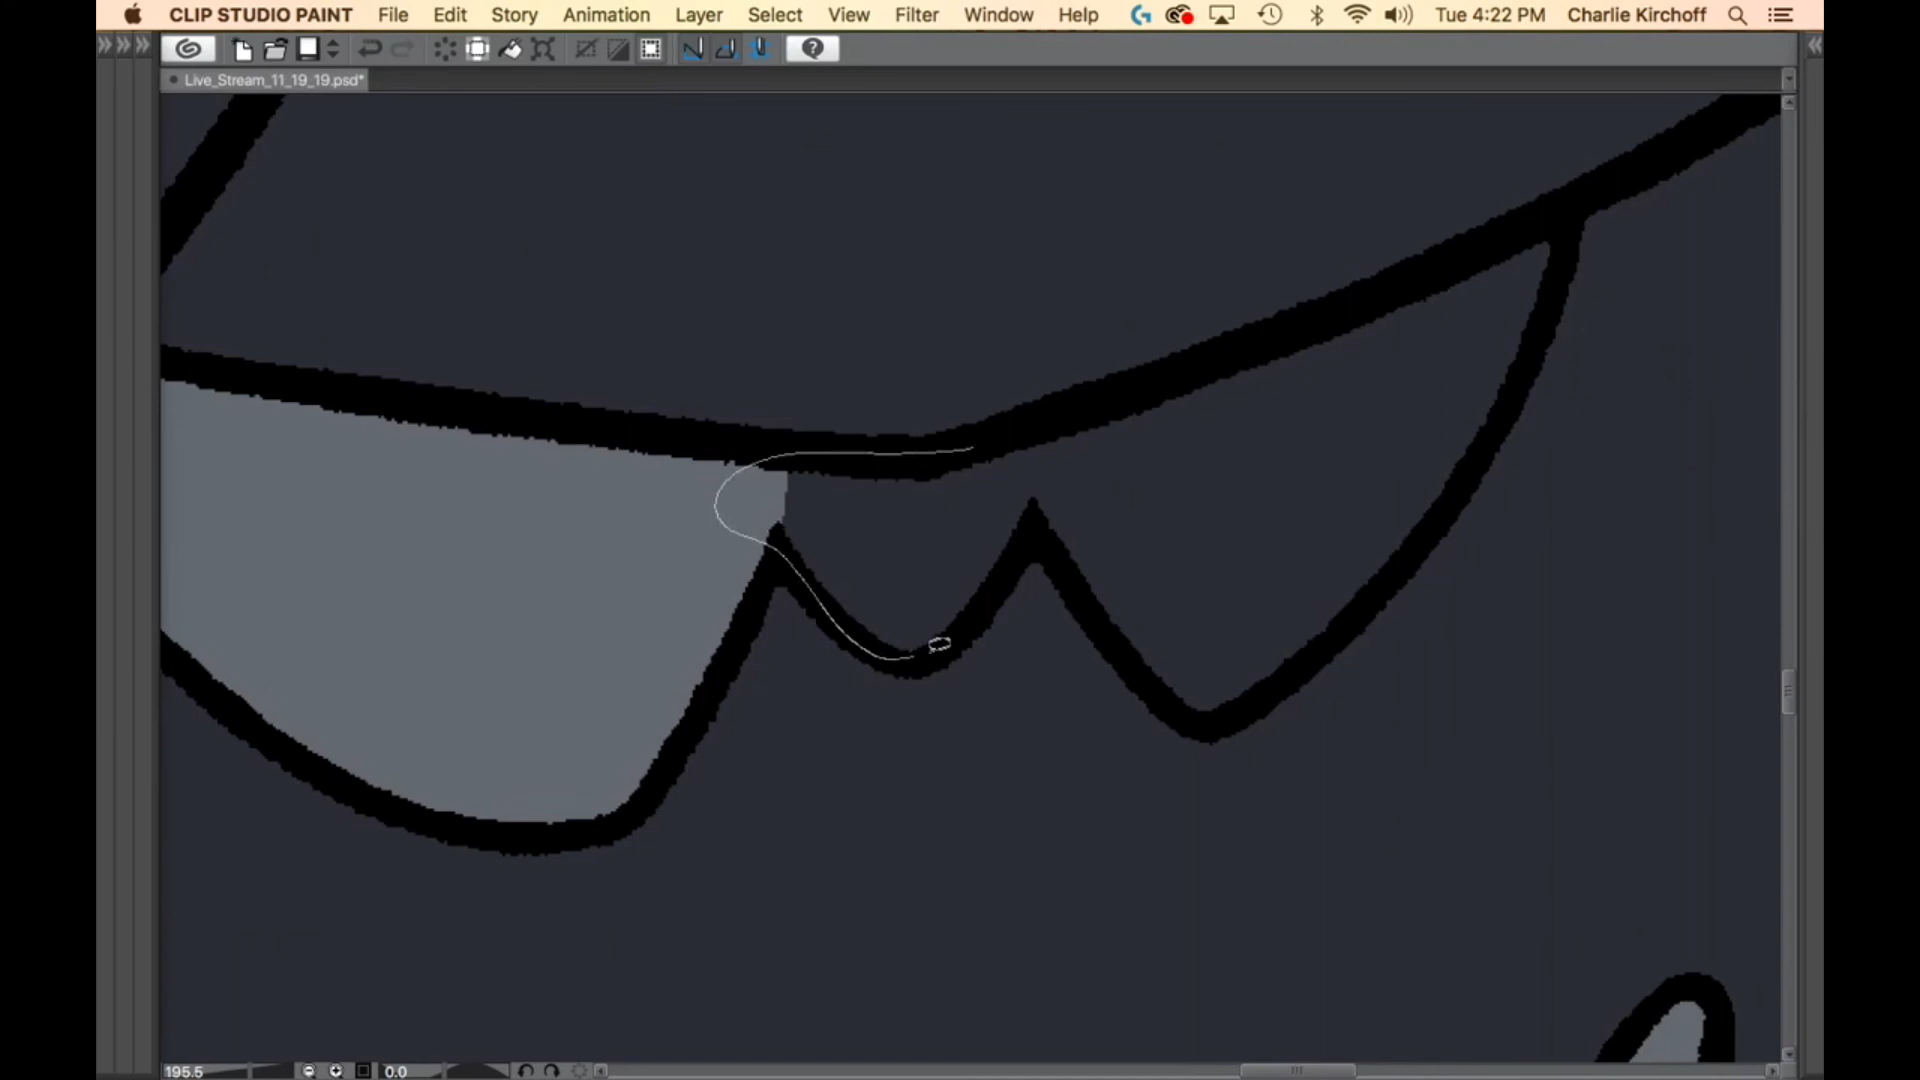 CLIP STUDIO PAINT File Edit Story Animation Layer Select View Filter Window Help Tue 4:22 PM Charlie Kirchoff
Live_Stream_11_19_19.psd*
195.5 0.0